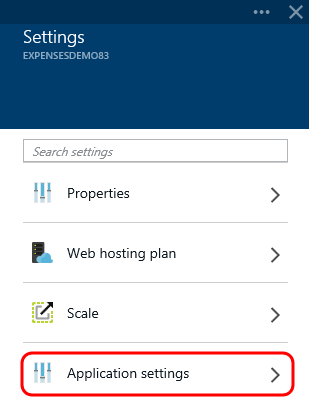 Settings
EXPENSESDEMO83
Search settings
Properties
Web hosting plan
Scale
Application settings